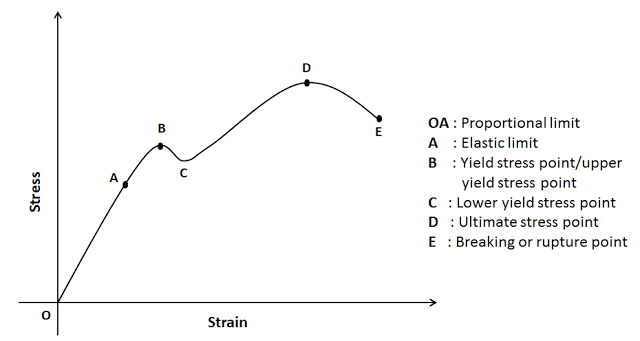 D
B
OA : Proportional limit
E
A : Elastic limit
B : Yield stress point/upper
yield stress point
A
C
C : Lower yield stress point
Stress
D : Ultimate stress point
E : Breaking or rupture point
O
Strain